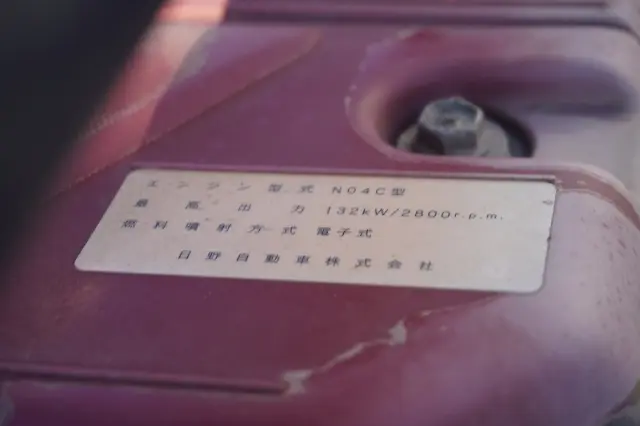 エンジン型式 N04C型
最高出力 132kW/2800r.p.m.
燃料噴射方式 電子式
日野自動車株式会社